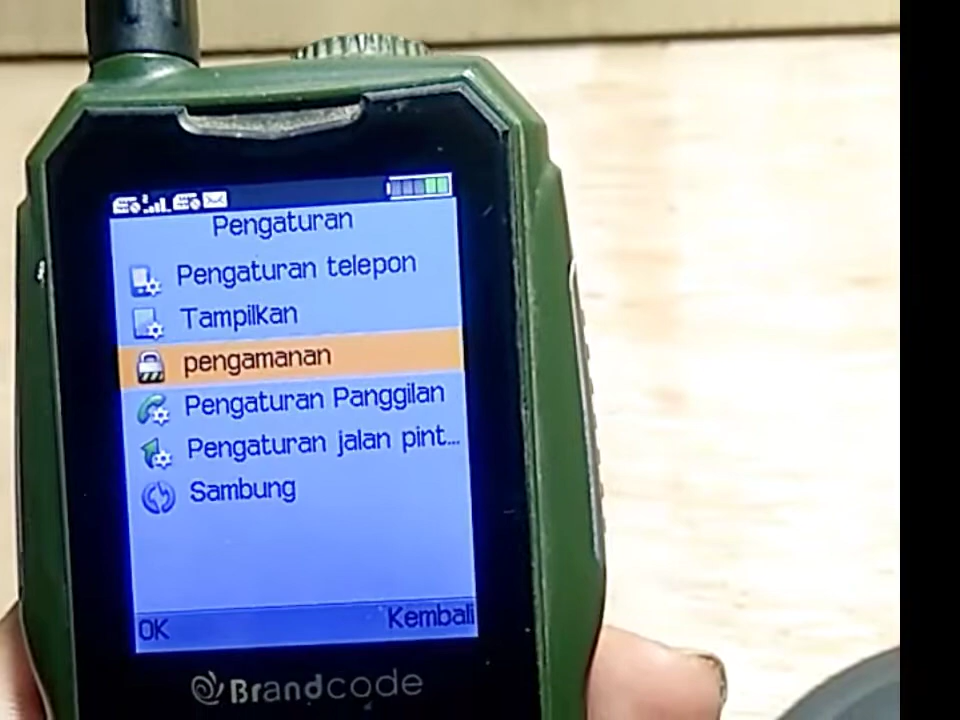 Pengaturan
Pengaturan telepon
Tampilkan
pengamanan
Pengaturan Panggilan
Pengaturan jalan pint...
Sambung
OK Kembali
Brandcode